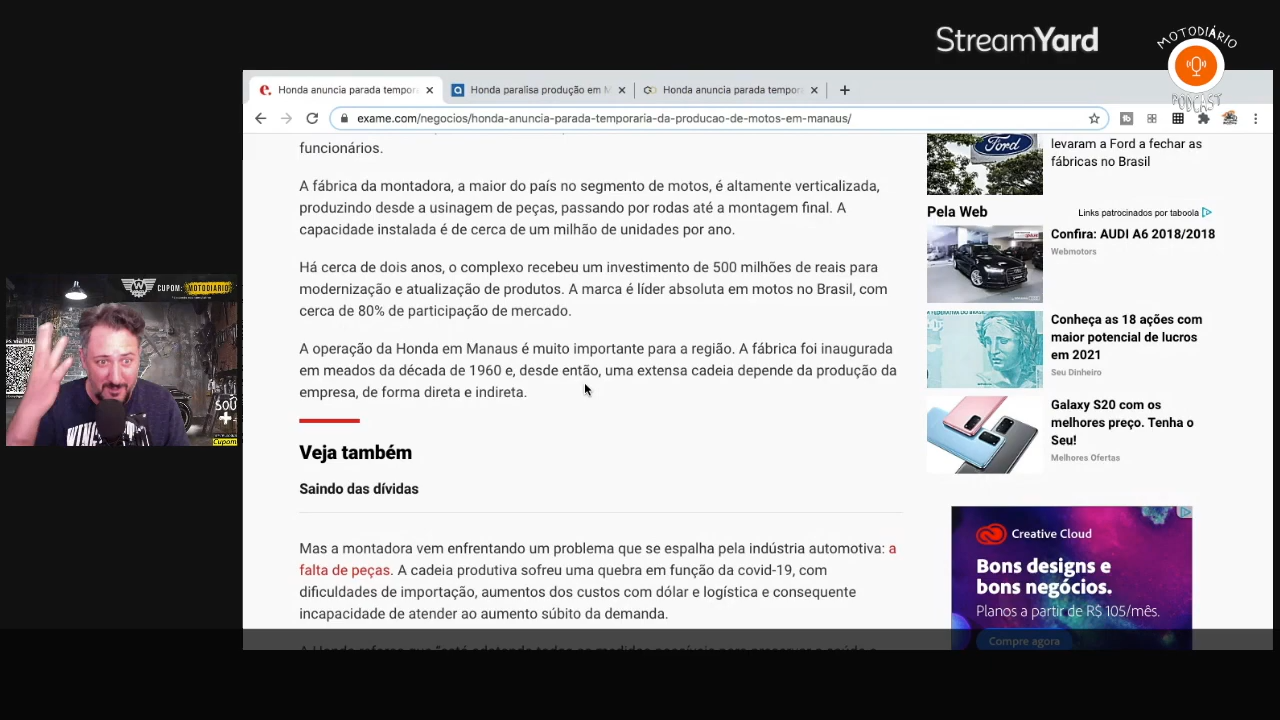 StreamYard
MOTODIÁRIO
PODCAST
Honda anuncia parada tempor
Honda paralisa produção em M
Honda anuncia parada tempor
exame.com/negocios/honda-anuncia-parada-temporaria-da-producao-de-motos-em-manaus/
funcionários.
A fábrica da montadora, a maior do país no segmento de motos, é altamente verticalizada,
produzindo desde a usinagem de peças, passando por rodas até a montagem final. A
capacidade instalada é de cerca de um milhão de unidades por ano.
Há cerca de dois anos, o complexo recebeu um investimento de 500 milhões de reais para
modernização e atualização de produtos. A marca é líder absoluta em motos no Brasil, com
cerca de 80% de participação de mercado.
A operação da Honda em Manaus é muito importante para a região. A fábrica foi inaugurada
em meados da década de 1960 e, desde então, uma extensa cadeia depende da produção da
empresa, de forma direta e indireta.
Veja também
Saindo das dívidas
Mas a montadora vem enfrentando um problema que se espalha pela indústria automotiva: a
falta de peças. A cadeia produtiva sofreu uma quebra em função da covid-19, com
dificuldades de importação, aumentos dos custos com dólar e logística e consequente
incapacidade de atender ao aumento súbito da demanda.
Ford
levaram a Ford a fechar as
fábricas no Brasil
Pela Web
Links patrocinados por taboola
Confira: AUDI A6 2018/2018
Webmotors
Conheça as 18 ações com
maior potencial de lucros
em 2021
Seu Dinheiro
Galaxy S20 com os
melhores preço. Tenha o
Seu!
Melhores Ofertas
Creative Cloud
Bons designs e
bons negócios.
Planos a partir de R$ 105/mês.
Compre agora
CUPOM: MOTODIARIO
es via PIX
SOU
+
Cupom